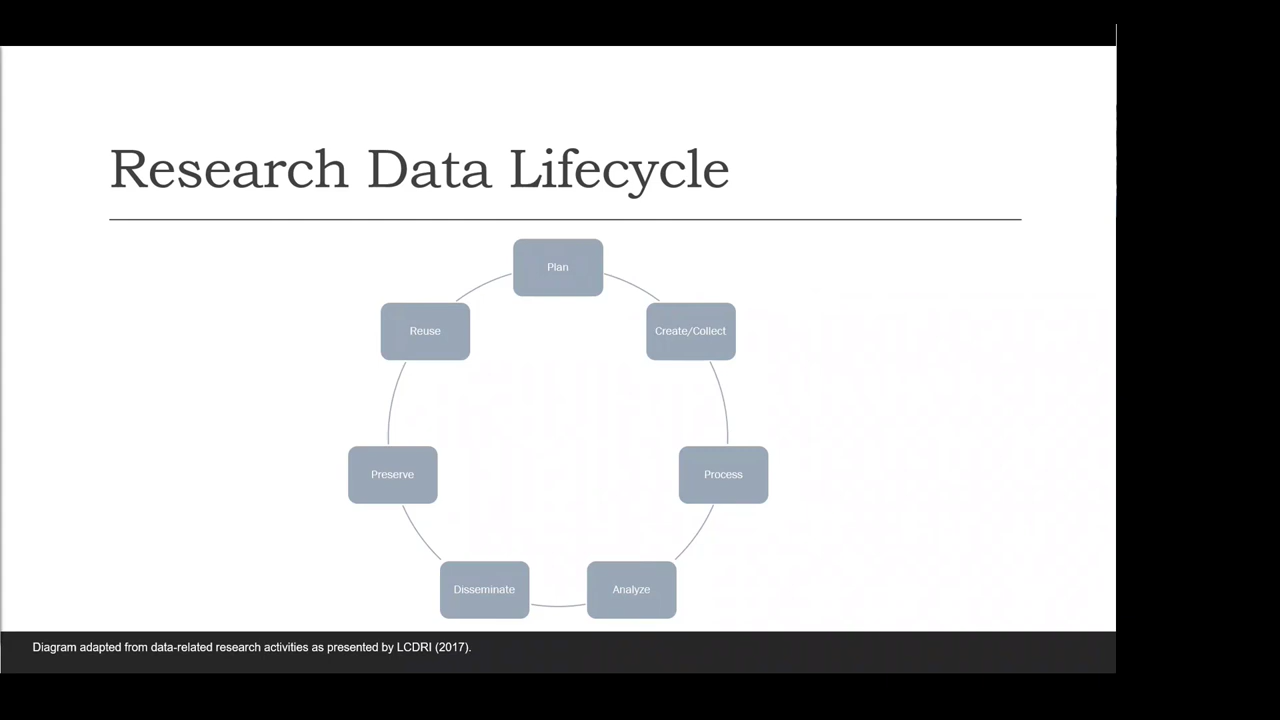 Research Data Lifecycle
Plan
Create/Collect
Process
Analyze
Disseminate
Preserve
Reuse
Diagram adapted from data-related research activities as presented by LCDRI (2017).